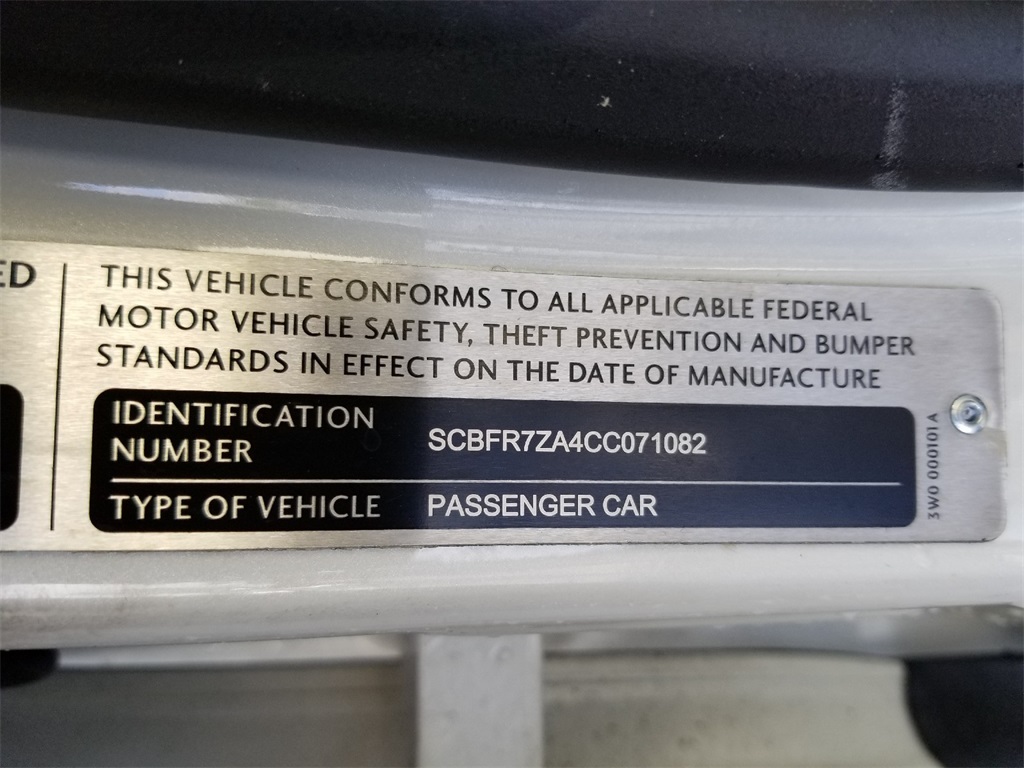 ED
THIS VEHICLE CONFORMS TO ALL APPLICABLE FEDERAL
MOTOR VEHICLE SAFETY, THEFT PREVENTION AND BUMPER
STANDARDS IN EFFECT ON THE DATE OF MANUFACTURE
IDENTIFICATION
NUMBER SCBFR7ZA4CC071082
TYPE OF VEHICLE PASSENGER CAR
3W0 000101 A